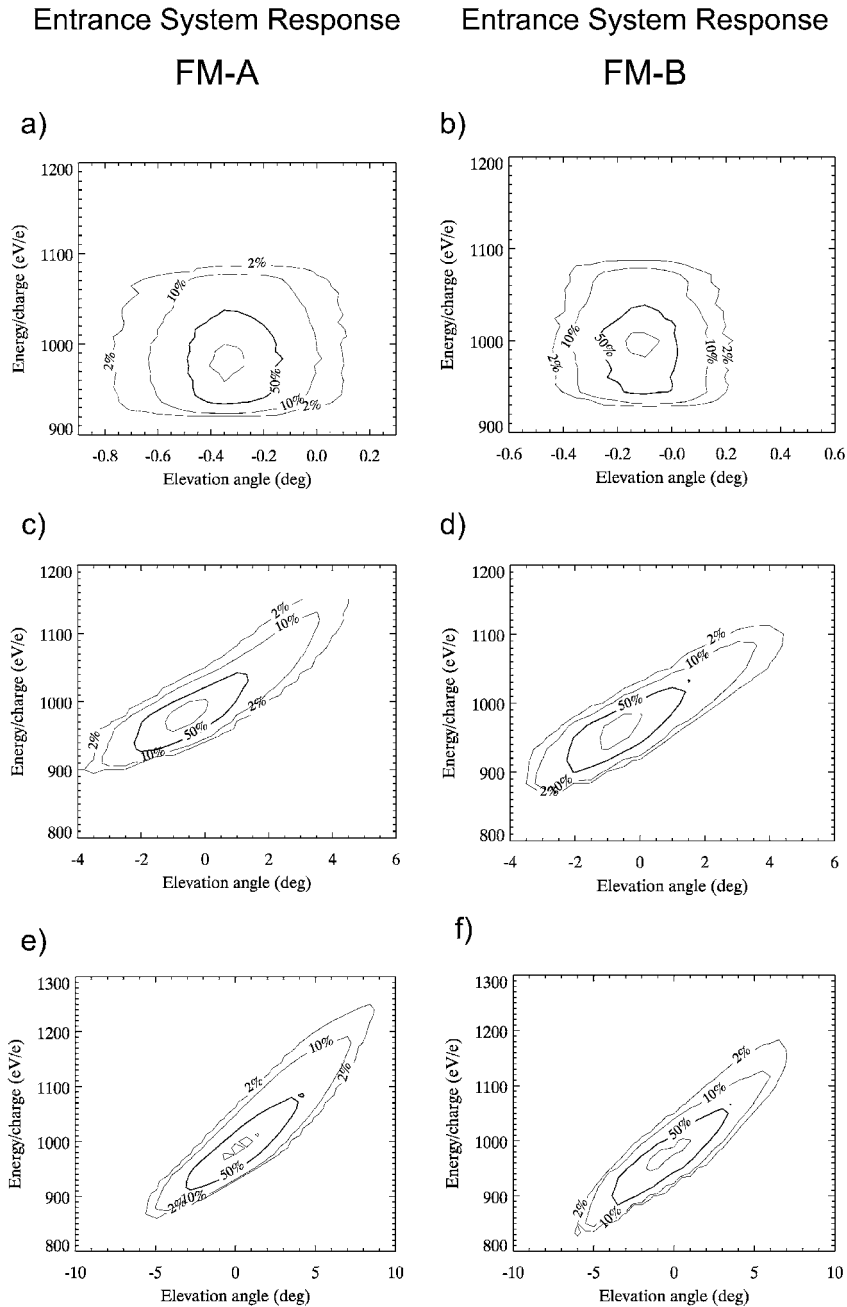 Entrance System Response Entrance System Response
FM-A FM-B
a) b)
1200
1100
1000
900
Energy/charge (eV/e)
2%
10%
2%
50%
10%
2%
-0.8 -0.6 -0.4 -0.2 0.0 0.2
Elevation angle (deg)
1200
1100
1000
900
Energy/charge (eV/e)
2%
10%
50%
10%
2%
2%
-0.6 -0.4 -0.2 -0.0 0.2 0.4 0.6
Elevation angle (deg)
c) d)
1200
1100
1000
900
800
Energy/charge (eV/e)
2%
10%
2%
2%
50%
10%
-4 -2 0 2 4 6
Elevation angle (deg)
1200
1100
1000
900
800
Energy/charge (eV/e)
2%
10%
50%
2%
10%
-4 -2 0 2 4 6
Elevation angle (deg)
e) f)
1300
1200
1100
1000
900
800
Energy/charge (eV/e)
10%
2%
2%
50%
2%
10%
-10 -5 0 5 10
Elevation angle (deg)
1300
1200
1100
1000
900
800
Energy/charge (eV/e)
2%
10%
50%
2%
10%
-10 -5 0 5 10
Elevation angle (deg)